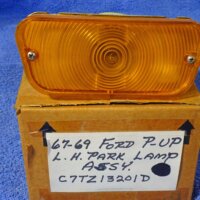 67-69 FORD P-UP
L.H. PARK LAMP
ASSY.
C7TZ13201D